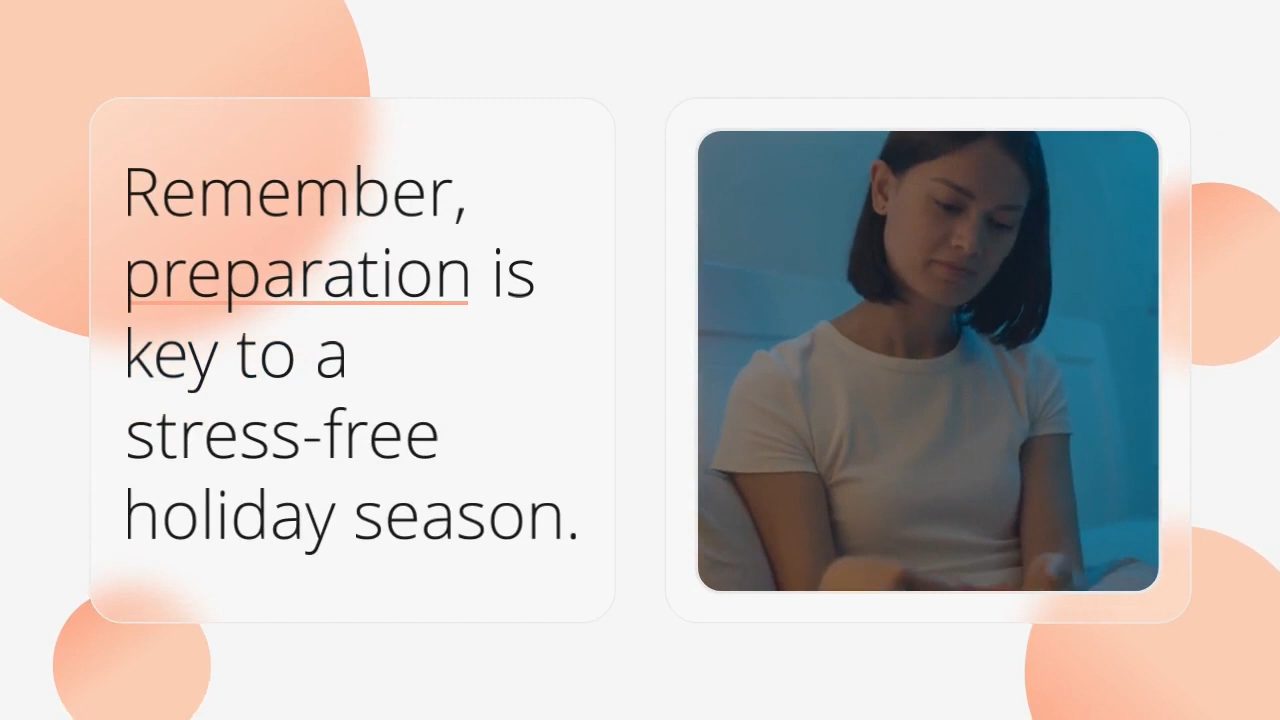 Remember,
preparation is
key to a
stress-free
holiday season.